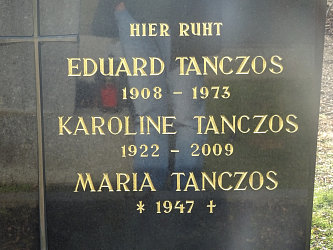 HIER RUHT
EDUARD TANCZOS
1908 – 1973
KAROLINE TANCZOS
1922 – 2009
MARIA TANCZOS
* 1947 †